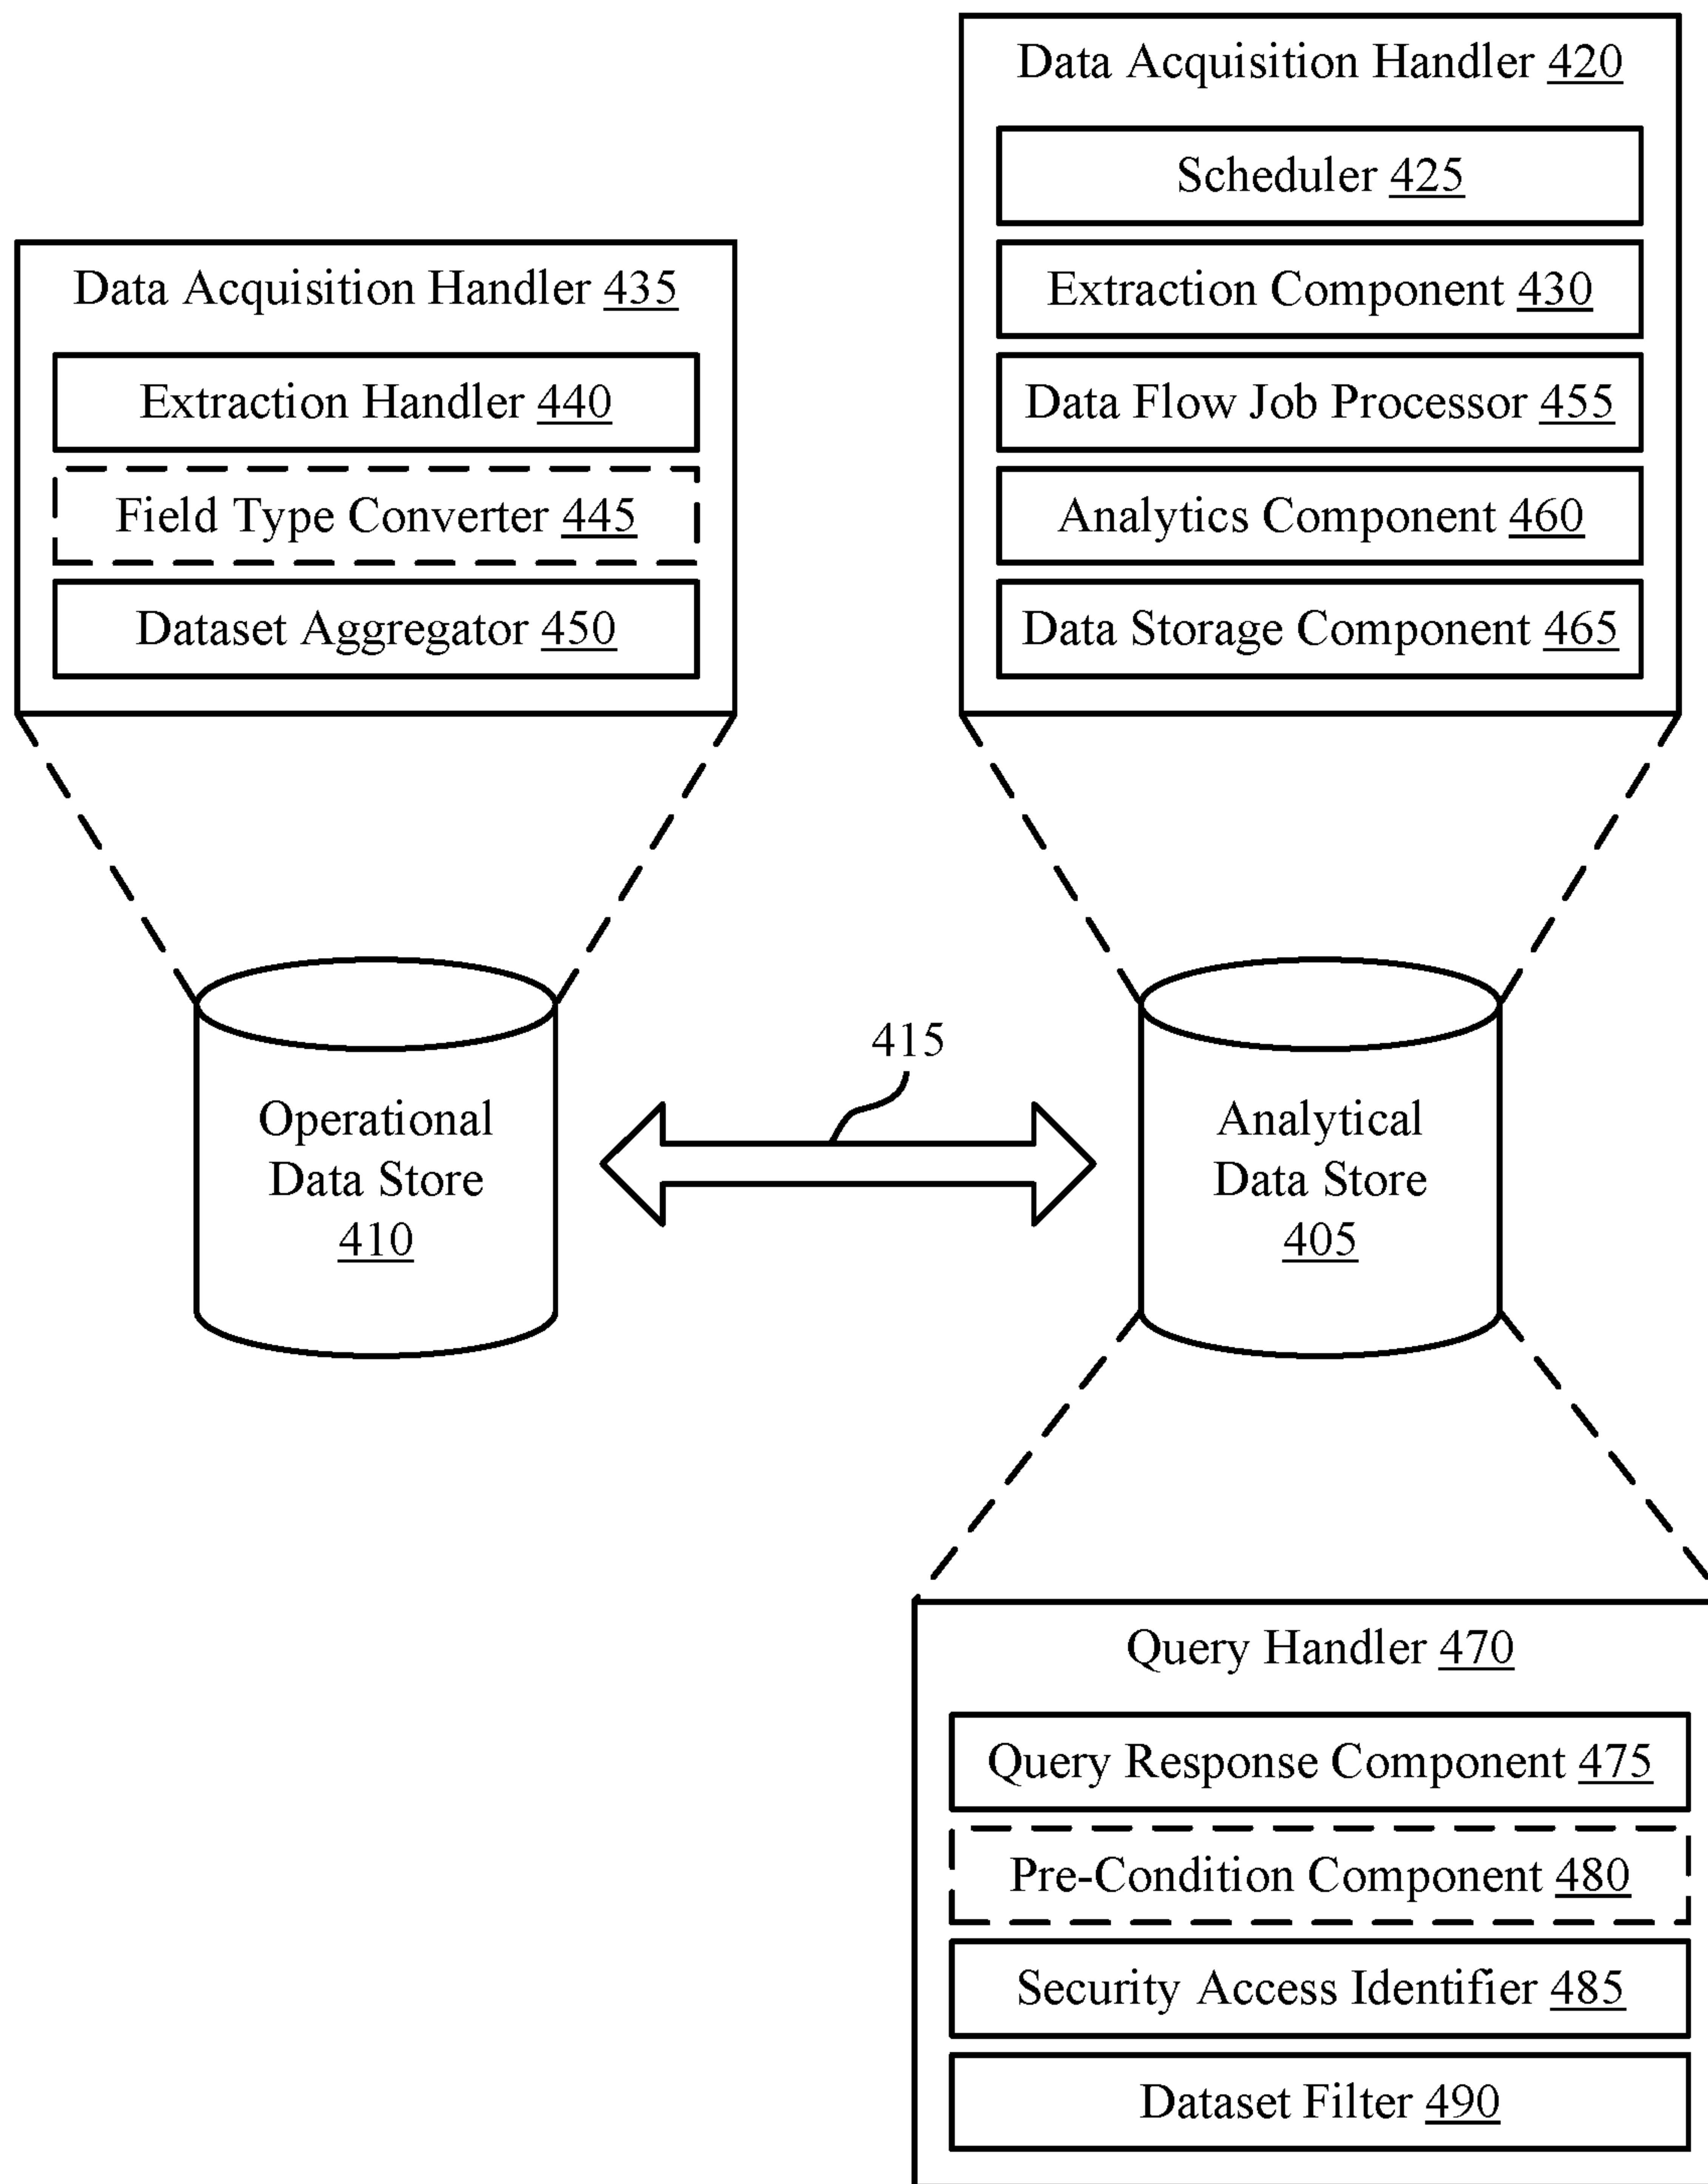 Data Acquisition Handler 420
Scheduler 425
Extraction Component 430
Data Flow Job Processor 455
Analytics Component 460
Data Storage Component 465
Data Acquisition Handler 435
Extraction Handler 440
Field Type Converter 445
Dataset Aggregator 450
415
Operational
Data Store
410
Analytical
Data Store
405
Query Handler 470
Query Response Component 475
Pre-Condition Component 480
Security Access Identifier 485
Dataset Filter 490